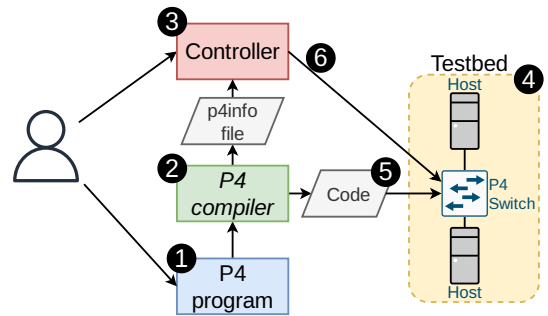 3
Controller
6
Testbed
4
Host
p4info
file
2
P4
compiler
Code
5
P4
Switch
1
P4
program
Host